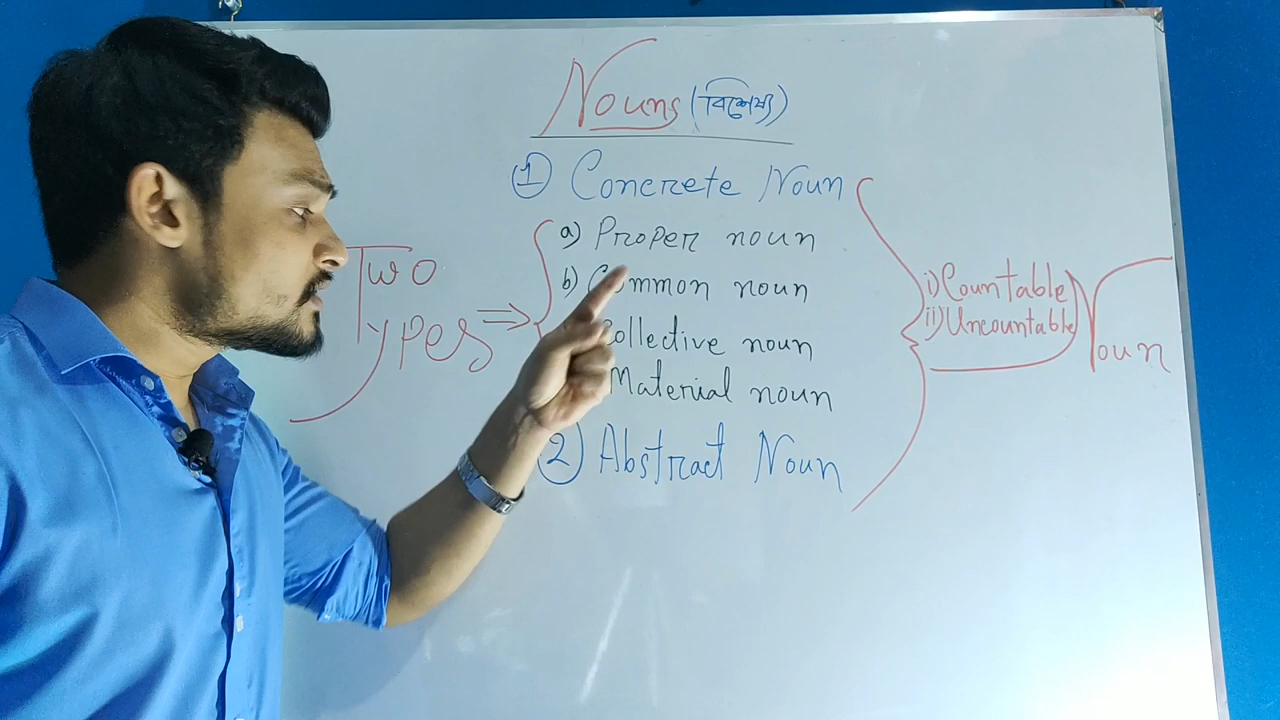 Nouns (বিশেষ্য)
1 Concrete Noun
a) Proper noun
b) Common noun
Collective noun
Material noun
2) Abstract Noun
Two
Types ⇒
i) Countable
ii) Uncountable
Noun